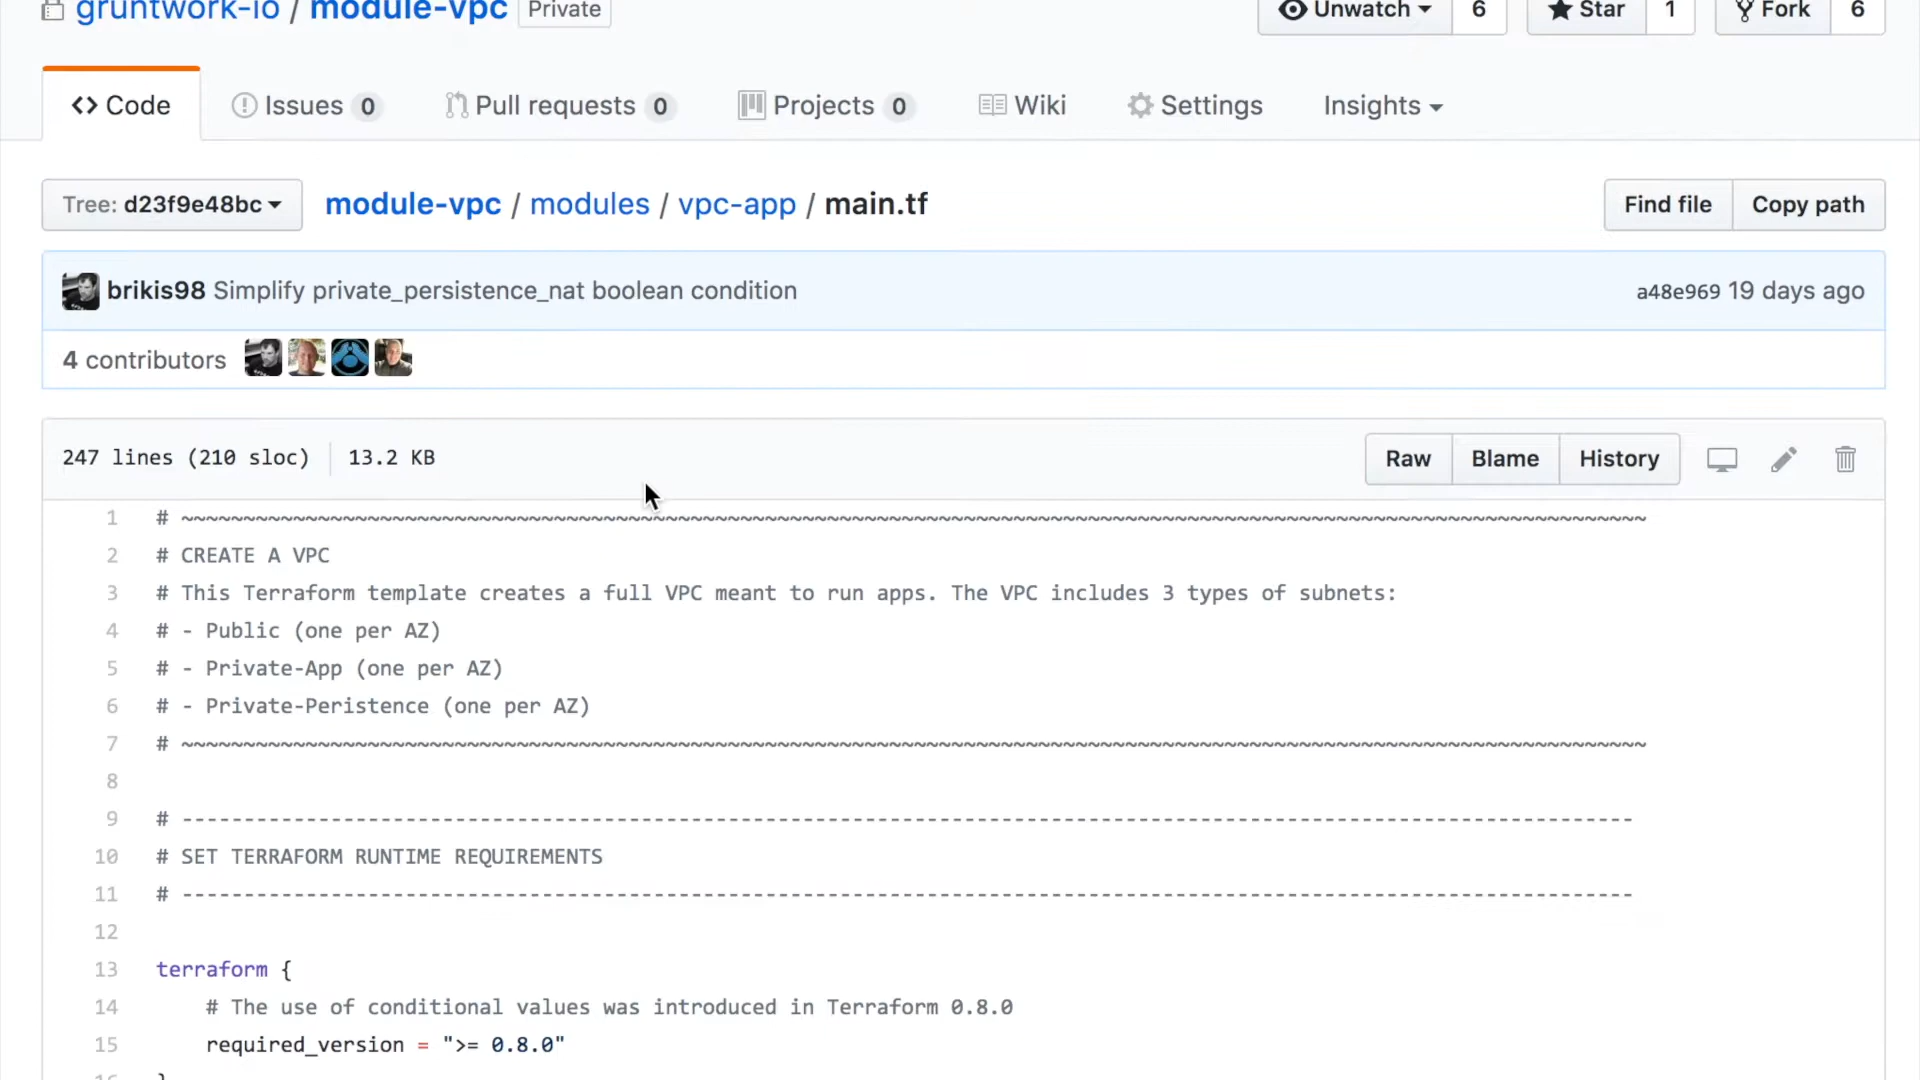 gruntwork-io / module-vpc Private Unwatch 6 Star 1 Fork 6
Code Issues 0 Pull requests 0 Projects 0 Wiki Settings Insights
Tree: d23f9e48bc module-vpc / modules / vpc-app / main.tf Find file Copy path
brikis98 Simplify private_persistence_nat boolean condition a48e969 19 days ago
4 contributors
247 lines (210 sloc) 13.2 KB Raw Blame History
1 # ~~~~~~~~~~~~~~~~~~~~~~~~~~~~~~~~~~~~~~~~~~~~~~~~~~~~~~~~~~~~~~~~~~~~~~~~~~~~~~~~~~~~~~~~~~~~~~~~~~~~~~~~~~~~~~~~~~~~~~
2 # CREATE A VPC
3 # This Terraform template creates a full VPC meant to run apps. The VPC includes 3 types of subnets:
4 # - Public (one per AZ)
5 # - Private-App (one per AZ)
6 # - Private-Peristence (one per AZ)
7 # ~~~~~~~~~~~~~~~~~~~~~~~~~~~~~~~~~~~~~~~~~~~~~~~~~~~~~~~~~~~~~~~~~~~~~~~~~~~~~~~~~~~~~~~~~~~~~~~~~~~~~~~~~~~~~~~~~~~~~~
8
9 # ---------------------------------------------------------------------------------------------------------------------
10 # SET TERRAFORM RUNTIME REQUIREMENTS
11 # ---------------------------------------------------------------------------------------------------------------------
12
13 terraform {
14 # The use of conditional values was introduced in Terraform 0.8.0
15 required_version = ">= 0.8.0"
16 }